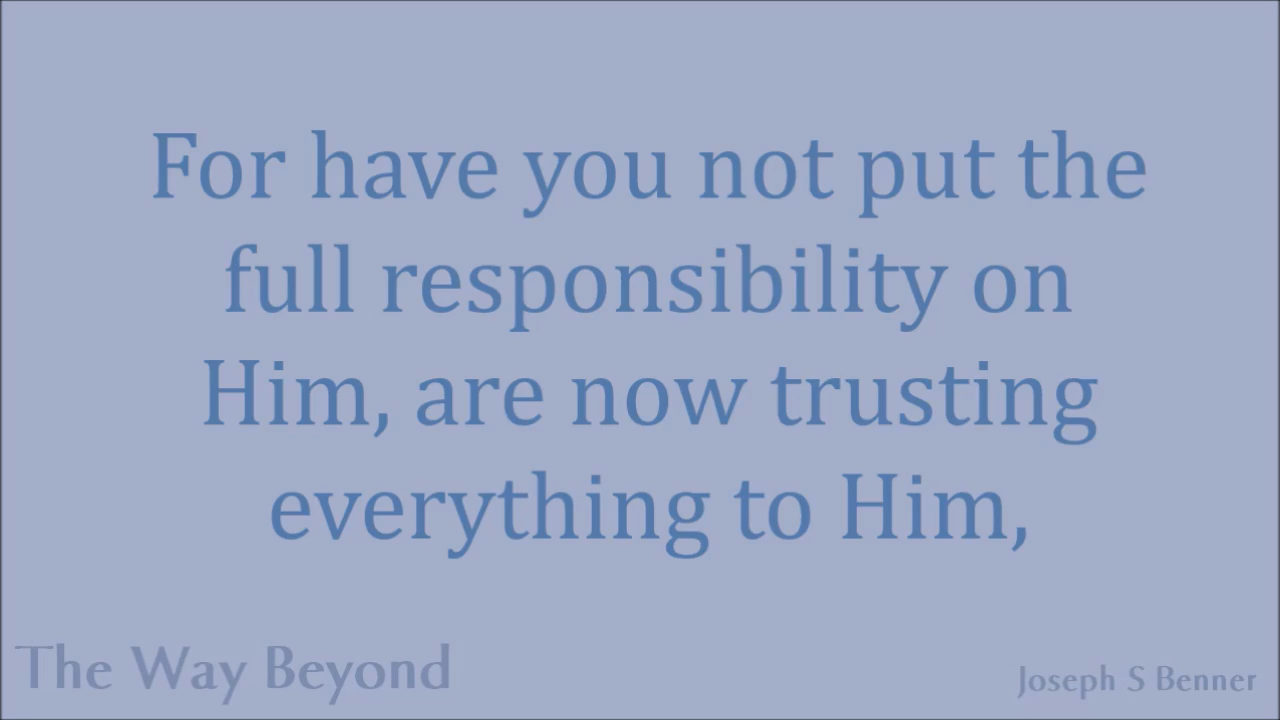 For have you not put the
full responsibility on
Him, are now trusting
everything to Him,
The Way Beyond
Joseph S Benner